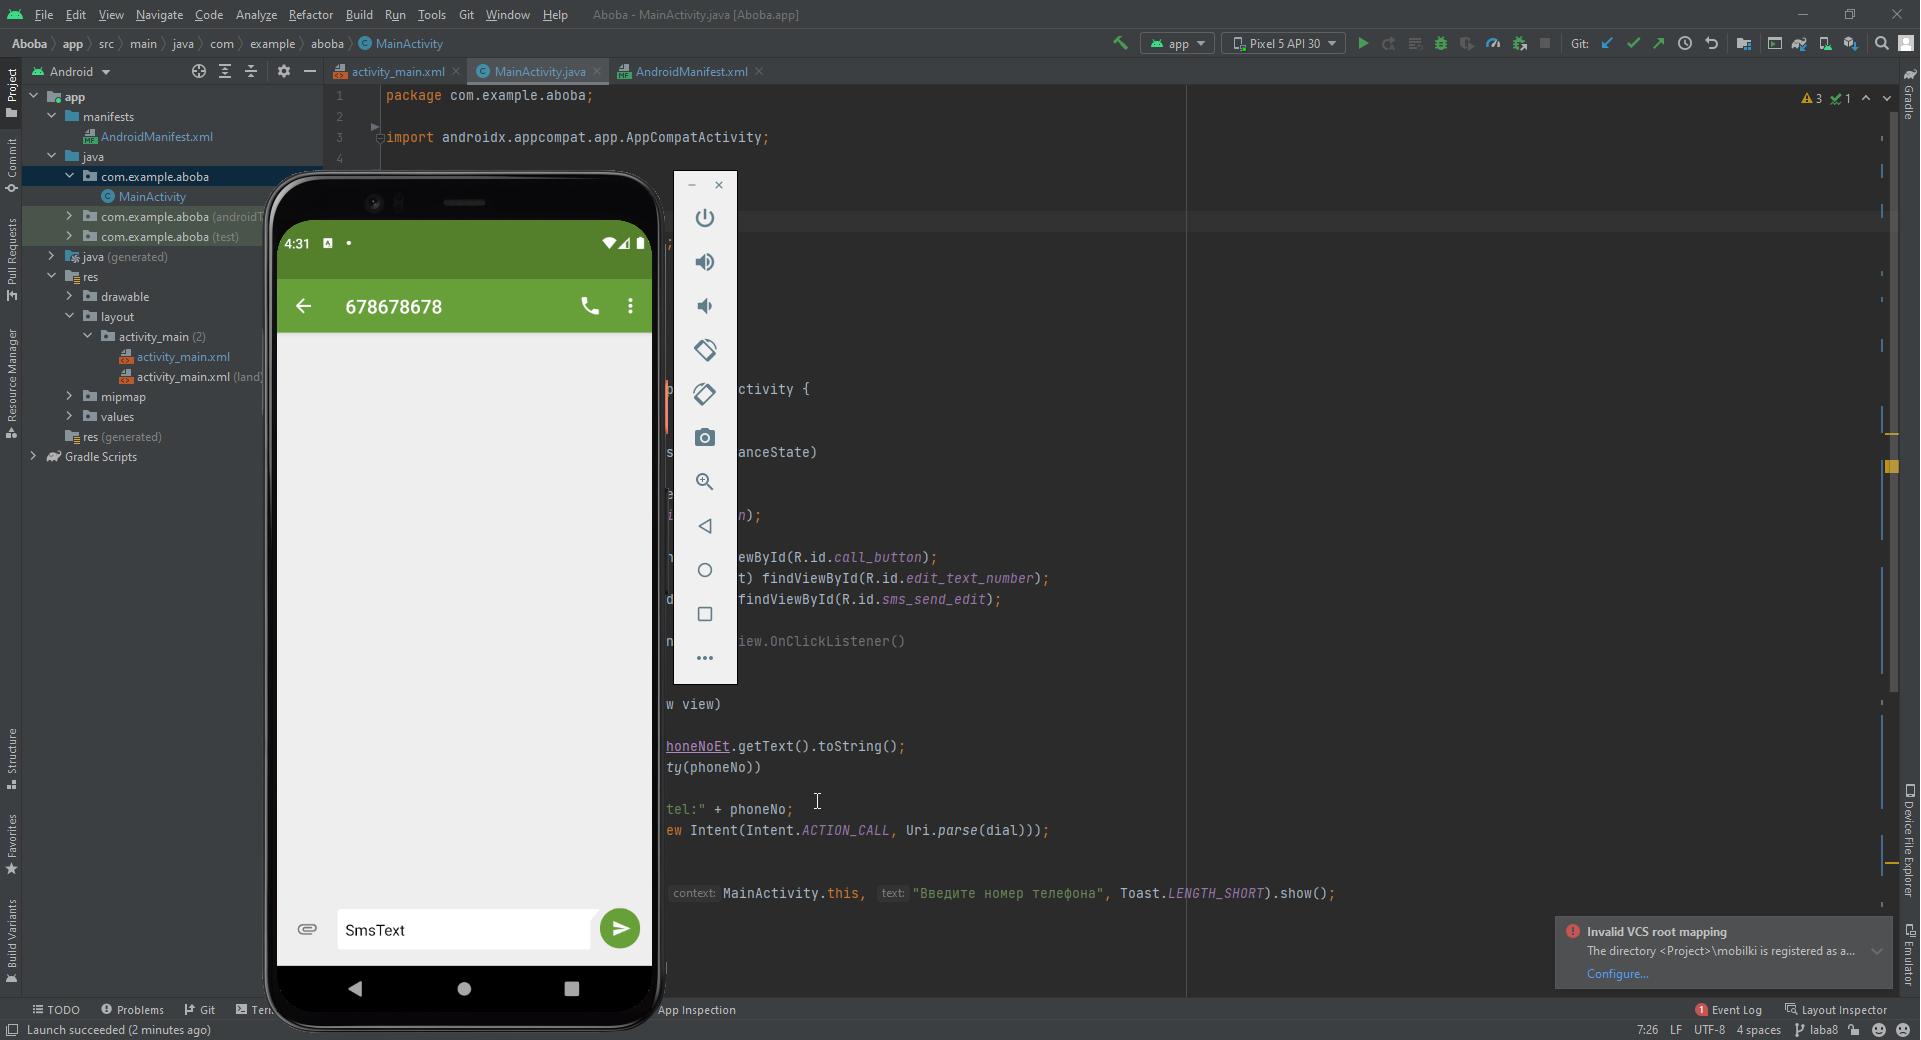 File Edit View Navigate Code Analyze Refactor Build Run Tools Git Window Help Aboba - MainActivity.java [Aboba.app]
Aboba app src main java com example aboba MainActivity app Pixel 5 API 30 Git:
Android activity_main.xml MainActivity.java AndroidManifest.xml
Project
Commit
Pull Requests
Resource Manager
Structure
Favorites
Build Variants
app
manifests
AndroidManifest.xml
java
com.example.aboba
MainActivity
com.example.aboba (androidT
com.example.aboba (test)
java (generated)
res
drawable
layout
activity_main (2)
activity_main.xml
activity_main.xml (land)
mipmap
values
res (generated)
Gradle Scripts
1 package com.example.aboba;
2
3 import androidx.appcompat.app.AppCompatActivity;
4
3 1
;
ctivity {
anceState)
n);
ewById(R.id.call_button);
t) findViewById(R.id.edit_text_number);
findViewById(R.id.sms_send_edit);
iew.OnClickListener()
w view)
honeNoEt.getText().toString();
ty(phoneNo))
tel:" + phoneNo;
ew Intent(Intent.ACTION_CALL, Uri.parse(dial)));
context: MainActivity.this, text: "Введите номер телефона", Toast.LENGTH_SHORT).show();
4:31
678678678
SmsText
Gradle
Device File Explorer
Emulator
Invalid VCS root mapping
The directory <Project>\mobilki is registered as a...
Configure...
TODO Problems Git Ter App Inspection Event Log Layout Inspector
1
Launch succeeded (2 minutes ago) 7:26 LF UTF-8 4 spaces laba8